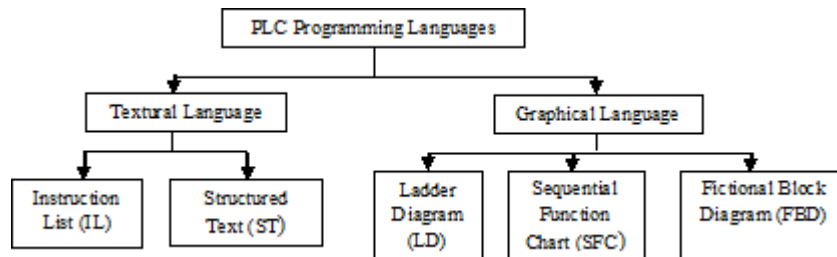 PLC Programming Languages
Textural Language
Graphical Language
Instruction
List (IL)
Structured
Text (ST)
Ladder
Diagram
(LD)
Sequential
Function
Chart (SFC)
Fictional Block
Diagram (FBD)